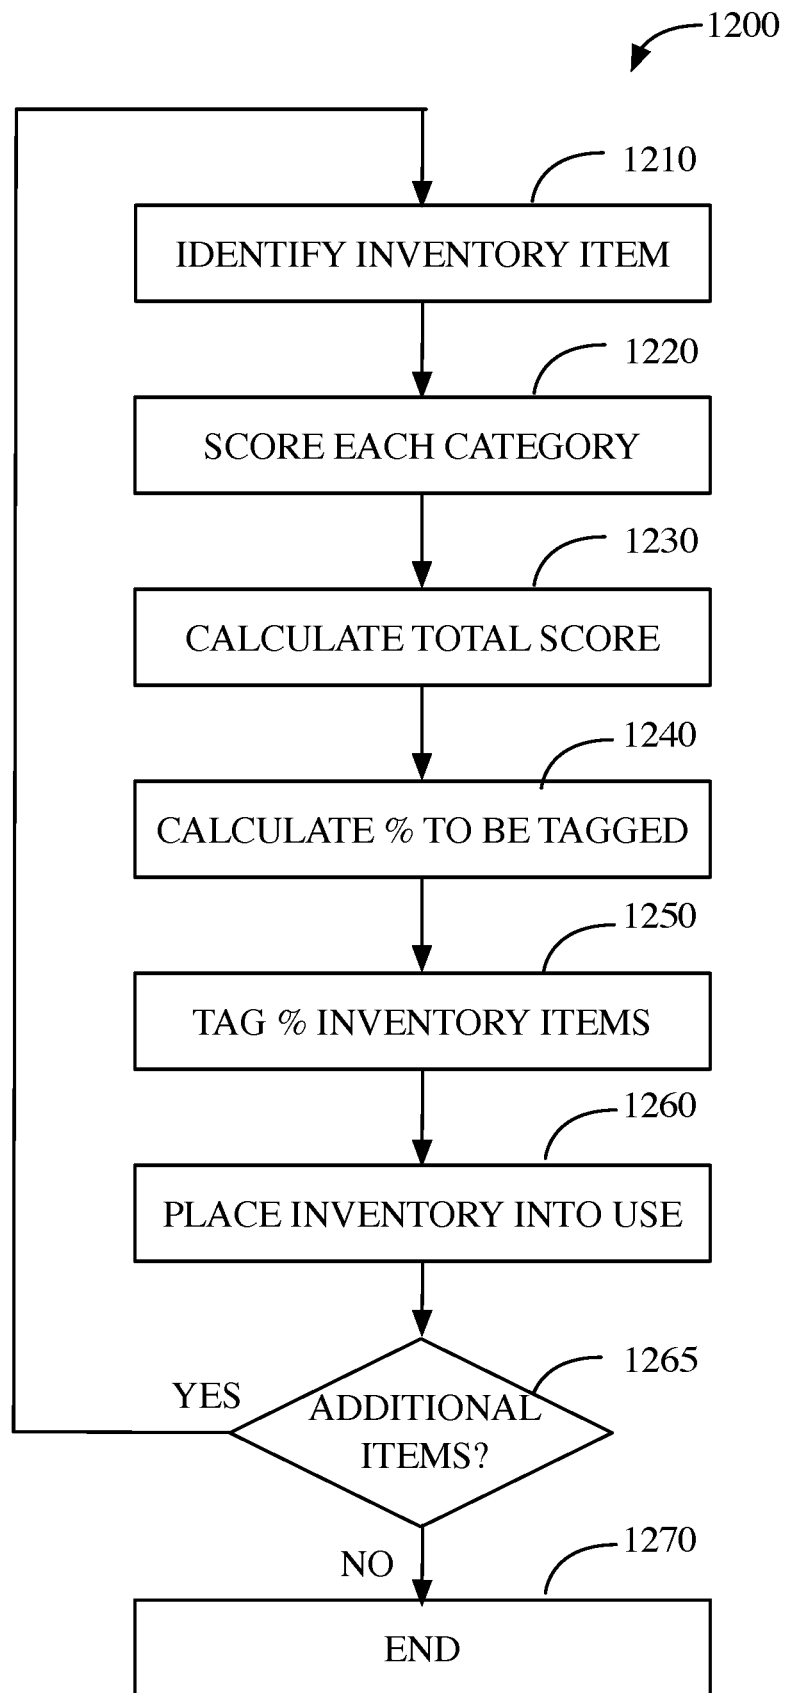 1200
1210
IDENTIFY INVENTORY ITEM
1220
SCORE EACH CATEGORY
1230
CALCULATE TOTAL SCORE
1240
CALCULATE % TO BE TAGGED
1250
TAG % INVENTORY ITEMS
1260
PLACE INVENTORY INTO USE
1265
YES
ADDITIONAL
ITEMS?
1270
NO
END